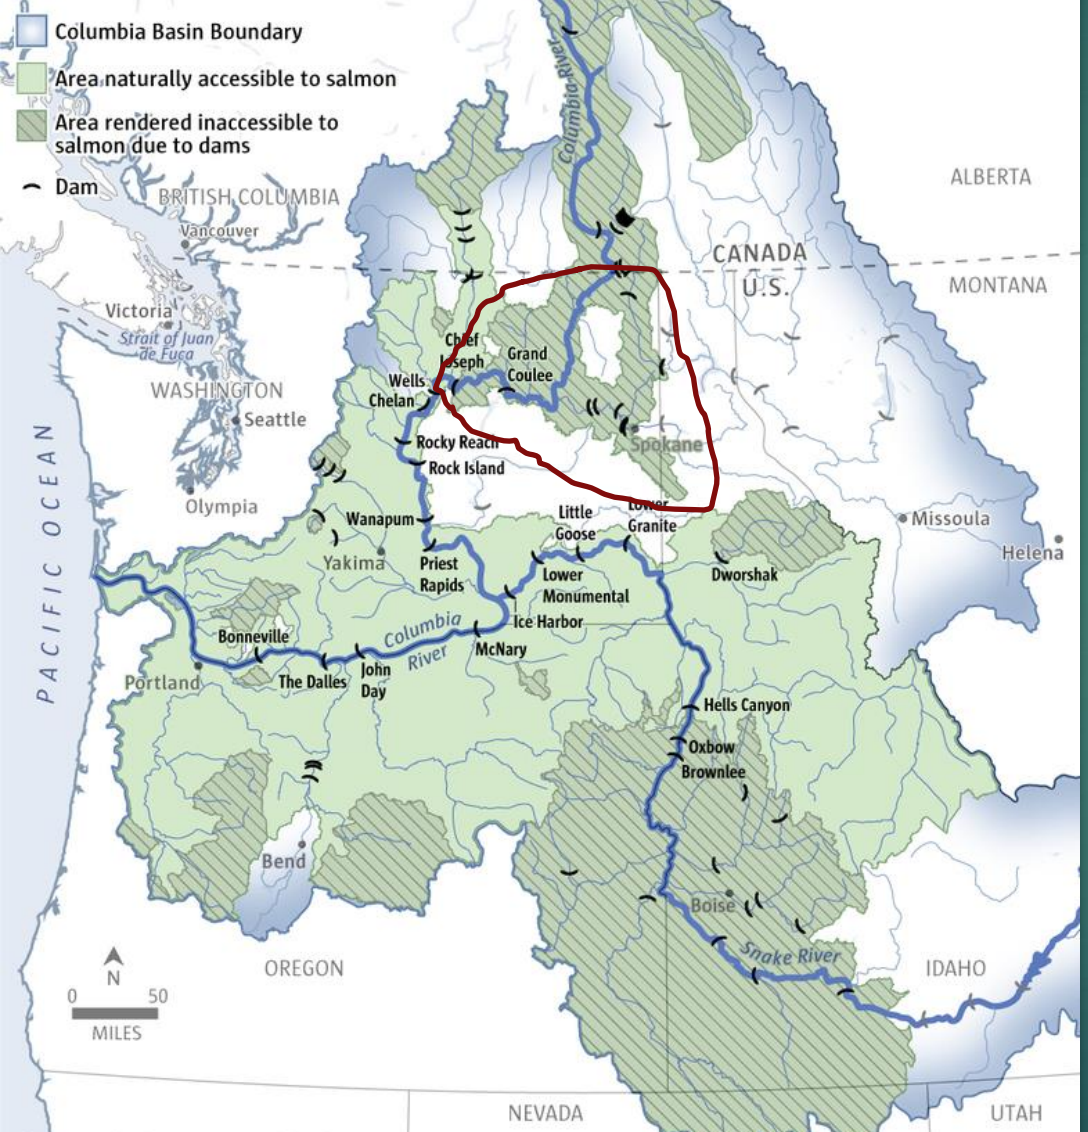 Columbia Basin Boundary
Area naturally accessible to salmon
Area rendered inaccessible to
salmon due to dams
Dam
Columbia River
BRITISH COLUMBIA
ALBERTA
Vancouver
CANADA
U.S.
MONTANA
Victoria
Strait of Juan
de Fuca
Chief
Joseph
Grand
Coulee
WASHINGTON
Wells
Chelan
Seattle
Rocky Reach
Spokane
Rock Island
PACIFIC OCEAN
Olympia
Wanapum
Little
Goose
Lower
Granite
Missoula
Helena
Yakima
Priest
Rapids
Lower
Monumental
Dworshak
Ice Harbor
Columbia
River
Bonneville
McNary
Portland
The Dalles
John
Day
Hells Canyon
Oxbow
Brownlee
Bend
Boise
Snake River
N
OREGON
IDAHO
0 50
MILES
NEVADA
UTAH